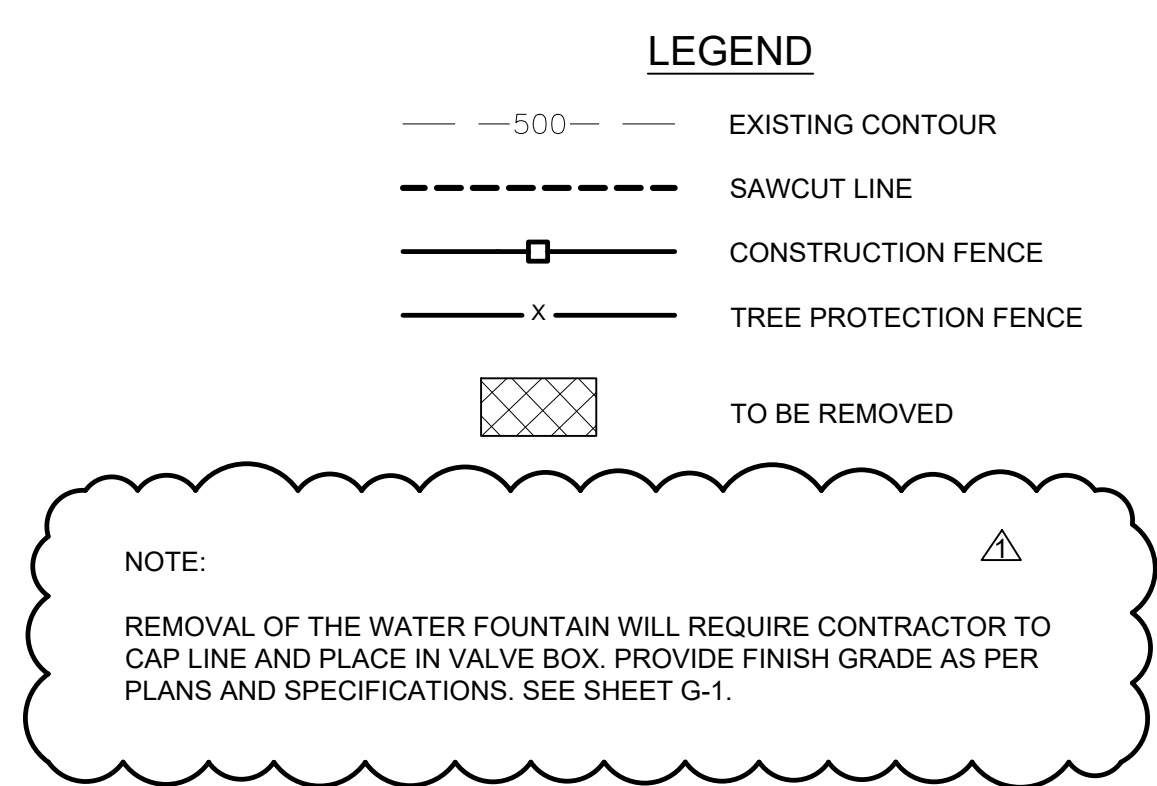 LEGEND
500 EXISTING CONTOUR
SAWCUT LINE
CONSTRUCTION FENCE
X TREE PROTECTION FENCE
TO BE REMOVED
NOTE: 1
REMOVAL OF THE WATER FOUNTAIN WILL REQUIRE CONTRACTOR TO
CAP LINE AND PLACE IN VALVE BOX. PROVIDE FINISH GRADE AS PER
PLANS AND SPECIFICATIONS. SEE SHEET G-1.